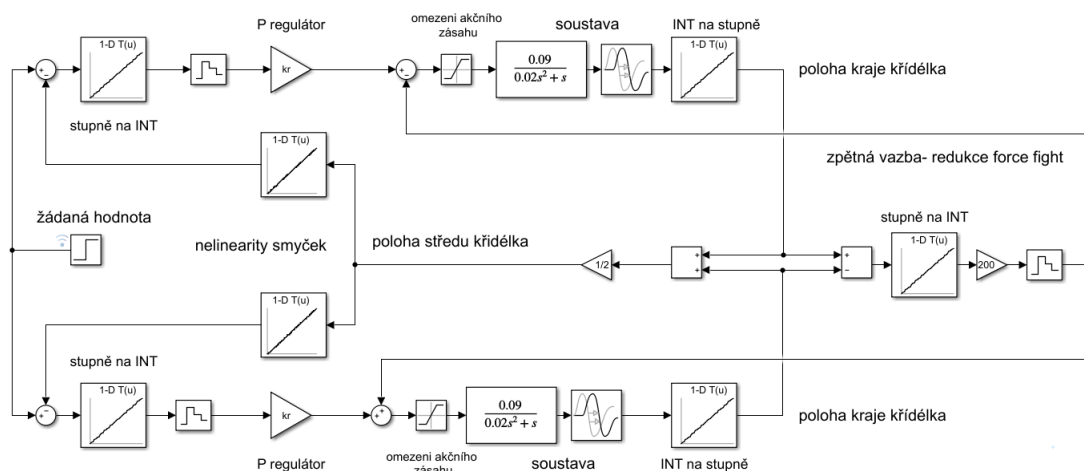 P regulátor
omezeni akčního
zásahu
soustava
INT na stupně
1-D T(u)
kr
0.09
0.02s² + s
1-D T(u)
poloha kraje křídélka
stupně na INT
1-D T(u)
zpětná vazba- redukce force fight
žádaná hodnota
nelinearity smyček
poloha středu křidélka
1/2
stupně na INT
1-D T(u)
200
1-D T(u)
stupně na INT
1-D T(u)
kr
0.09
0.02s² + s
1-D T(u)
poloha kraje křídélka
P regulátor
omezeni akčního
zásahu
soustava
INT na stupně